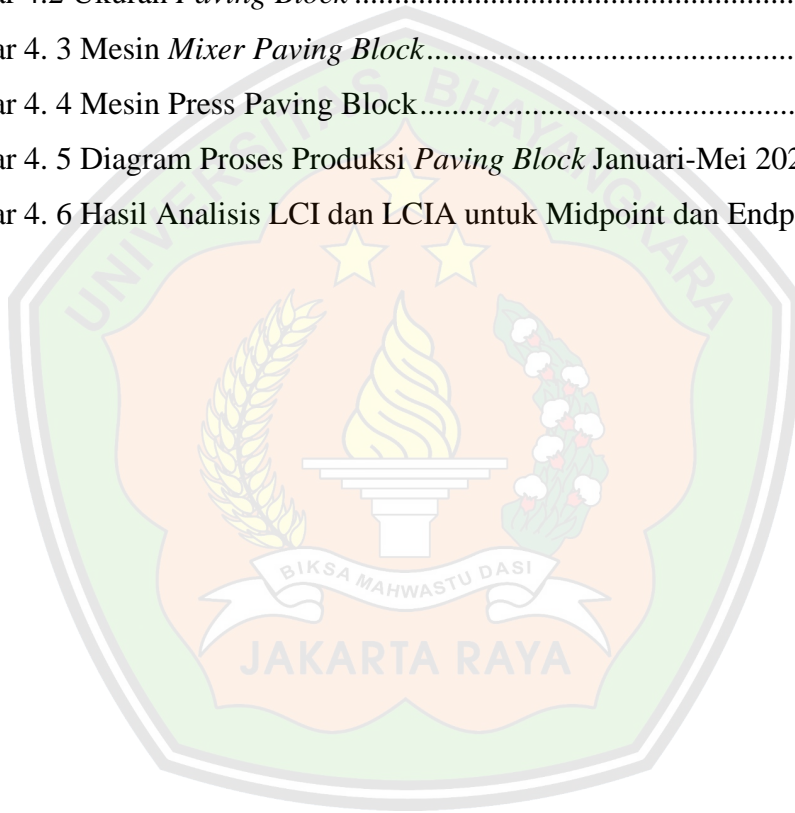 ar 4.2 Ukuran Paving Block
ar 4. 3 Mesin Mixer Paving Block
ar 4. 4 Mesin Press Paving Block
ar 4. 5 Diagram Proses Produksi Paving Block Januari-Mei 202
ar 4. 6 Hasil Analisis LCI dan LCIA untuk Midpoint dan Endp
UNIVERSITAS BHAYANGKARA
BIKSA MAHWASTU DASI
JAKARTA RAYA